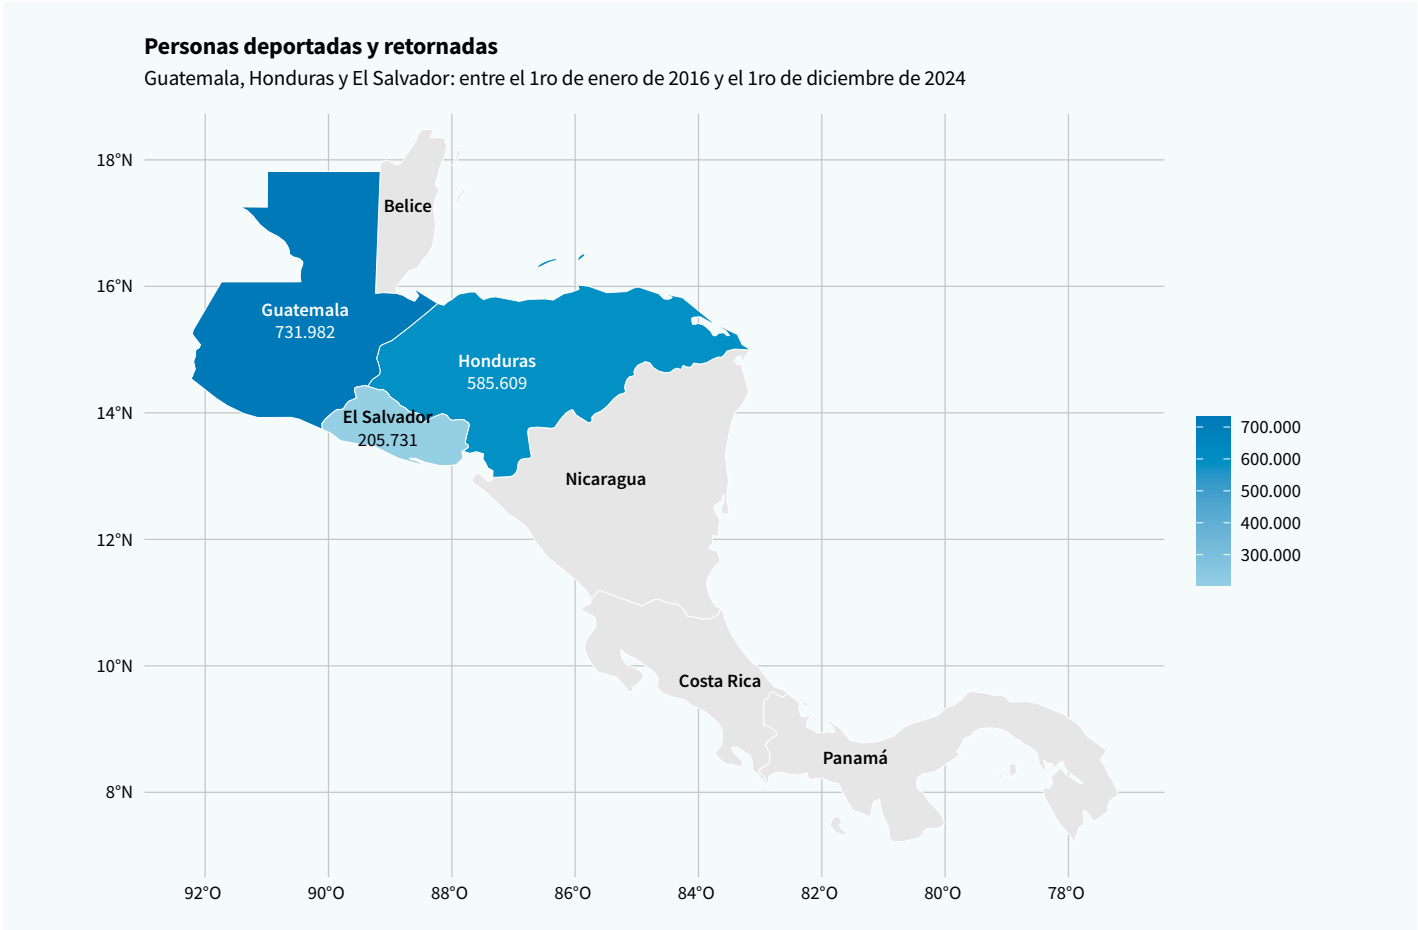 Personas deportadas y retornadas
Guatemala, Honduras y El Salvador: entre el 1ro de enero de 2016 y el 1ro de diciembre de 2024
18°N
16°N
14°N
12°N
10°N
8°N
Belice
Guatemala
731.982
Honduras
585.609
El Salvador
205.731
Nicaragua
Costa Rica
Panamá
700.000
600.000
500.000
400.000
300.000
92°O
90°O
88°O
86°O
84°O
82°O
80°O
78°O